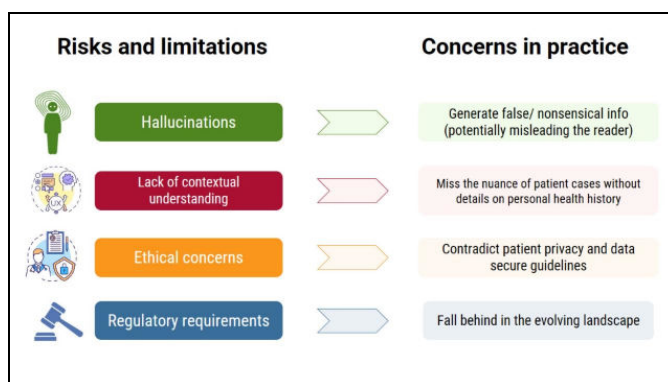 Risks and limitations
Concerns in practice
Hallucinations
Generate false/ nonsensical info
(potentially misleading the reader)
Lack of contextual
understanding
Miss the nuance of patient cases without
details on personal health history
UX
Ethical concerns
Contradict patient privacy and data
secure guidelines
Regulatory requirements
Fall behind in the evolving landscape